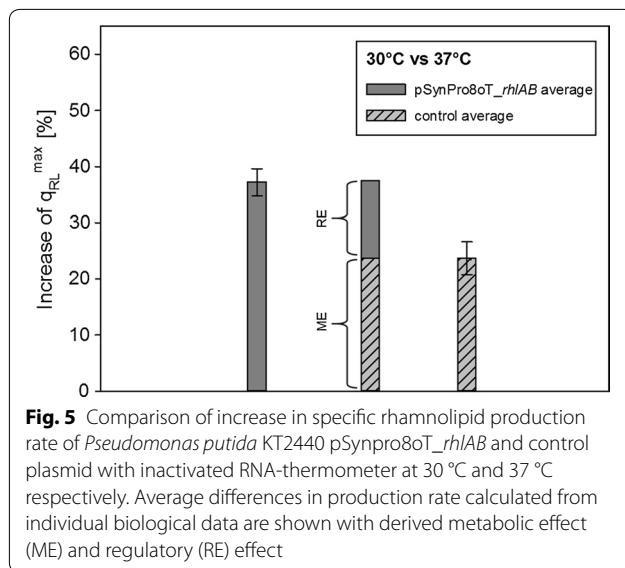 60
50
40
30
20
10
0
Increase of q_RL^max [%]
30°C vs 37°C
pSynPro8oT_rhlAB average
control average
RE
ME
Fig. 5 Comparison of increase in specific rhamnolipid production
rate of Pseudomonas putida KT2440 pSynpro8oT_rhlAB and control
plasmid with inactivated RNA-thermometer at 30 °C and 37 °C
respectively. Average differences in production rate calculated from
individual biological data are shown with derived metabolic effect
(ME) and regulatory (RE) effect